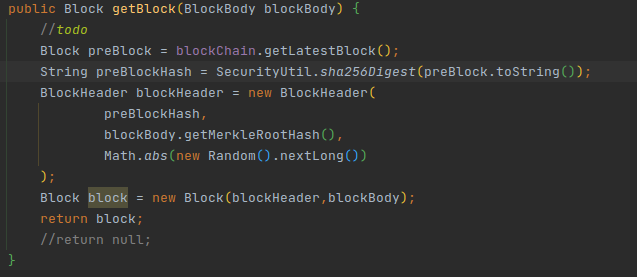 public Block getBlock(BlockBody blockBody) {
    //todo
    Block preBlock = blockChain.getLatestBlock();
    String preBlockHash = SecurityUtil.sha256Digest(preBlock.toString());
    BlockHeader blockHeader = new BlockHeader(
            preBlockHash,
            blockBody.getMerkleRootHash(),
            Math.abs(new Random().nextLong())
    );
    Block block = new Block(blockHeader,blockBody);
    return block;
    //return null;
}